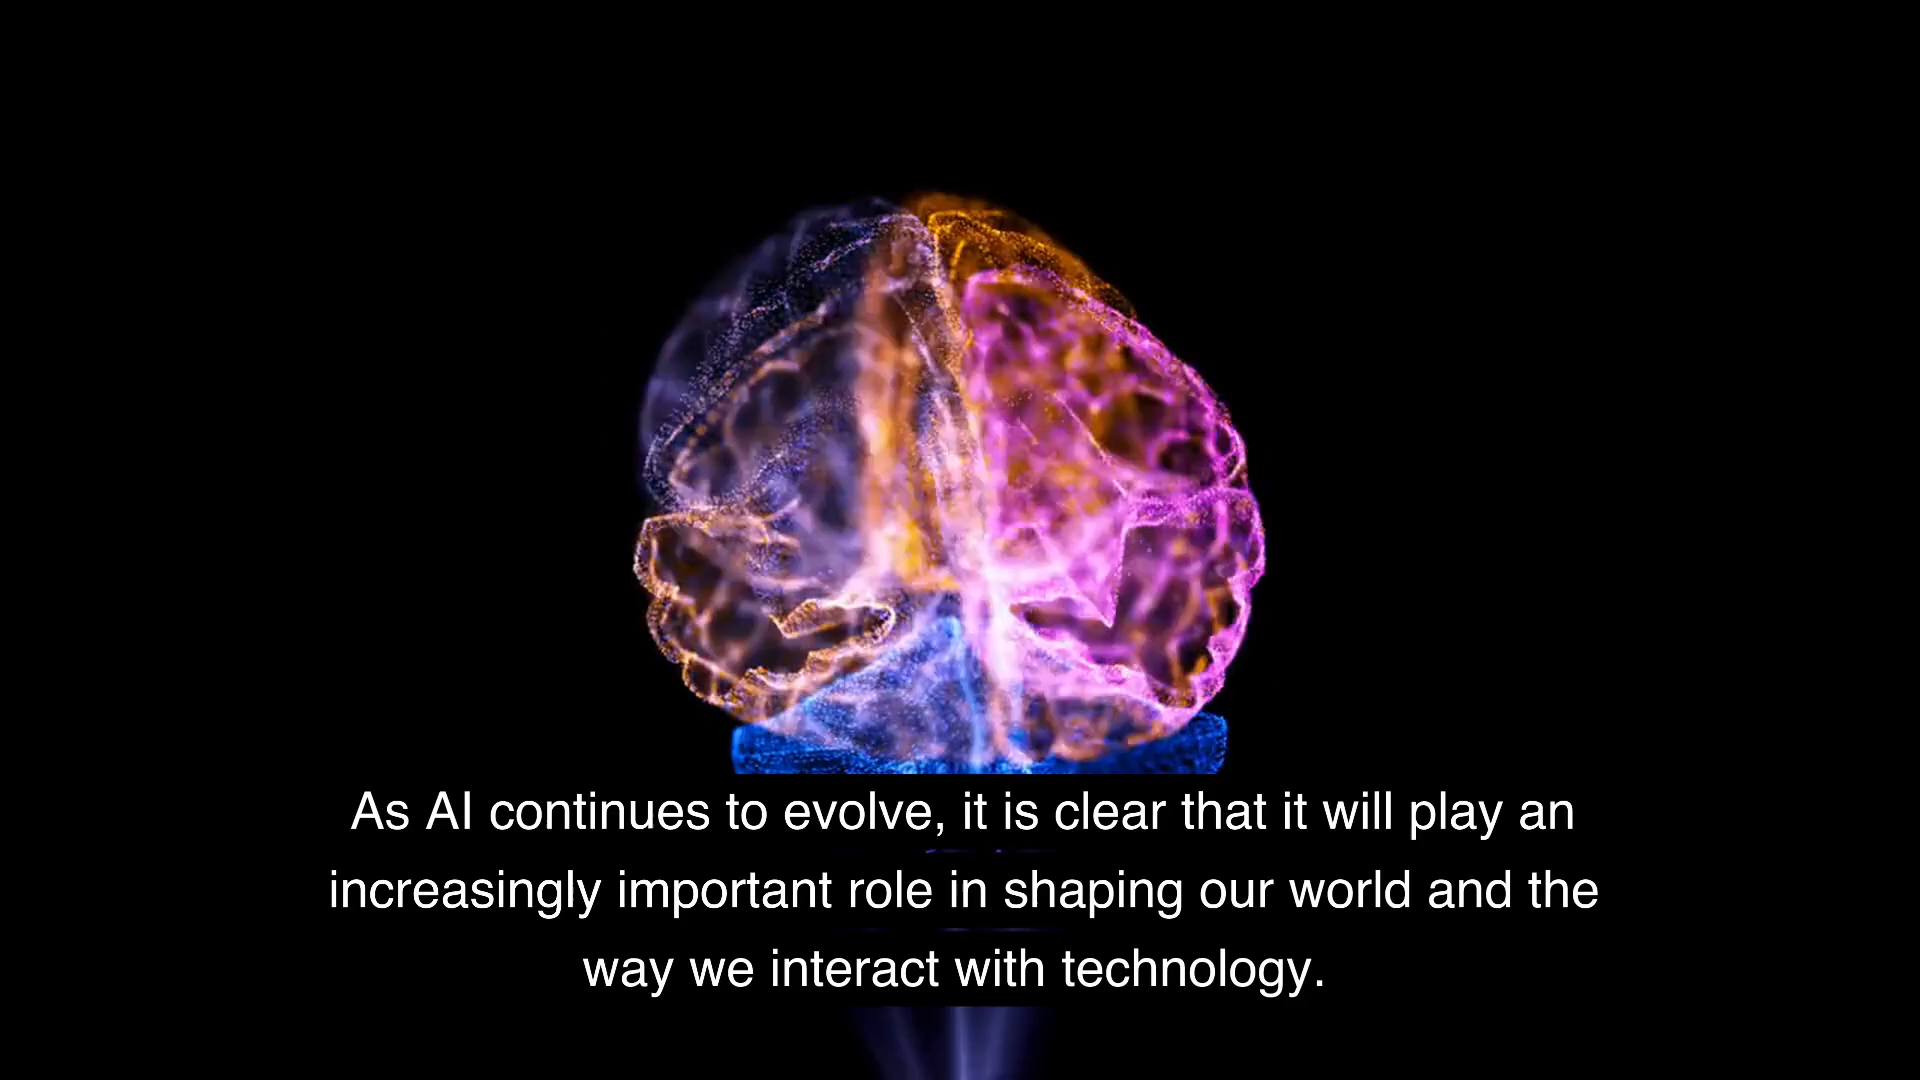 As AI continues to evolve, it is clear that it will play an
increasingly important role in shaping our world and the
way we interact with technology.